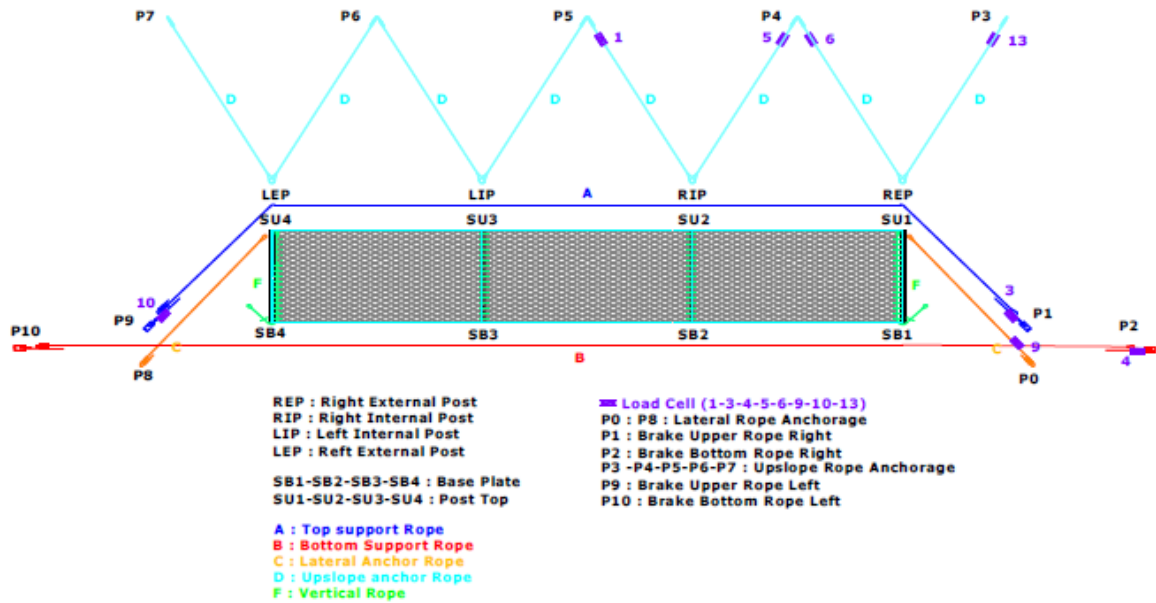 P7 P6 P5 P4 P3
1 5 6 13
D D D D D D D D
LEP LIP RIP REP
A
SU4 SU3 SU2 SU1
F F
10 3
P9 P1
P10 SB4 SB3 SB2 SB1 P2
C B C 9 4
P8 P0
REP : Right External Post
RIP : Right Internal Post
LIP : Left Internal Post
LEP : Reft External Post
SB1-SB2-SB3-SB4 : Base Plate
SU1-SU2-SU3-SU4 : Post Top
A : Top support Rope
B : Bottom Support Rope
C : Lateral Anchor Rope
D : Upslope anchor Rope
F : Vertical Rope
Load Cell (1-3-4-5-6-9-10-13)
P0 : P8 : Lateral Rope Anchorage
P1 : Brake Upper Rope Right
P2 : Brake Bottom Rope Right
P3 -P4-P5-P6-P7 : Upslope Rope Anchorage
P9 : Brake Upper Rope Left
P10 : Brake Bottom Rope Left